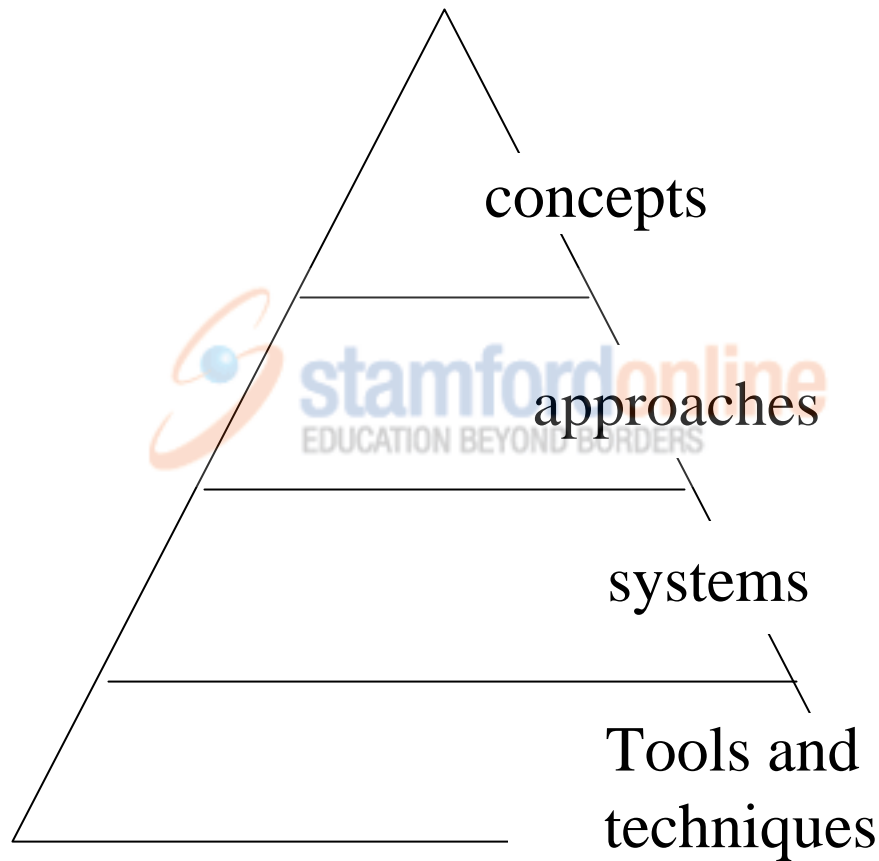 concepts
stamfordonline
approaches
EDUCATION BEYOND BORDERS
systems
Tools and
techniques